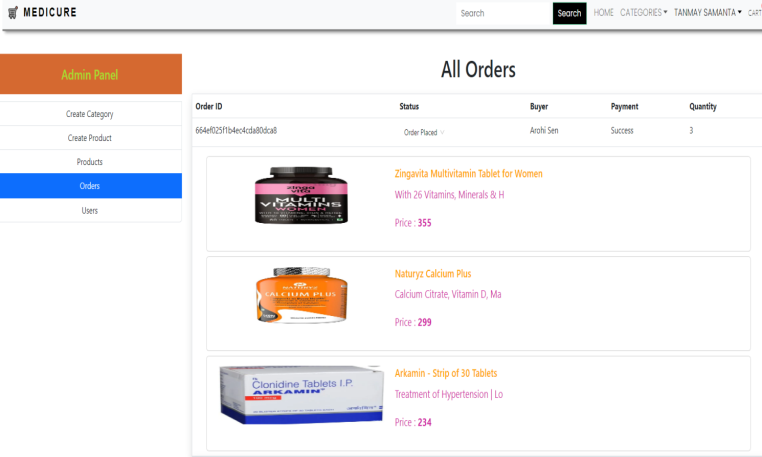 MEDICURE
Search
Search
HOME
CATEGORIES
TANMAY SAMANTA
CART
Admin Panel
Create Category
Create Product
Products
Orders
Users
All Orders
Order ID Status Buyer Payment Quantity
664ef025f1b4ec4cda80dca8 Order Placed Arohi Sen Success 3
zinga
vita
MULTI
VITAMINS
WOMEN
Zingavita Multivitamin Tablet for Women
With 26 Vitamins, Minerals & H
Price : 355
NATURYZ
CALCIUM PLUS
Naturyz Calcium Plus
Calcium Citrate, Vitamin D, Ma
Price : 299
Clonidine Tablets I.P.
ARKAMIN
Arkamin - Strip of 30 Tablets
Treatment of Hypertension | Lo
Price : 234